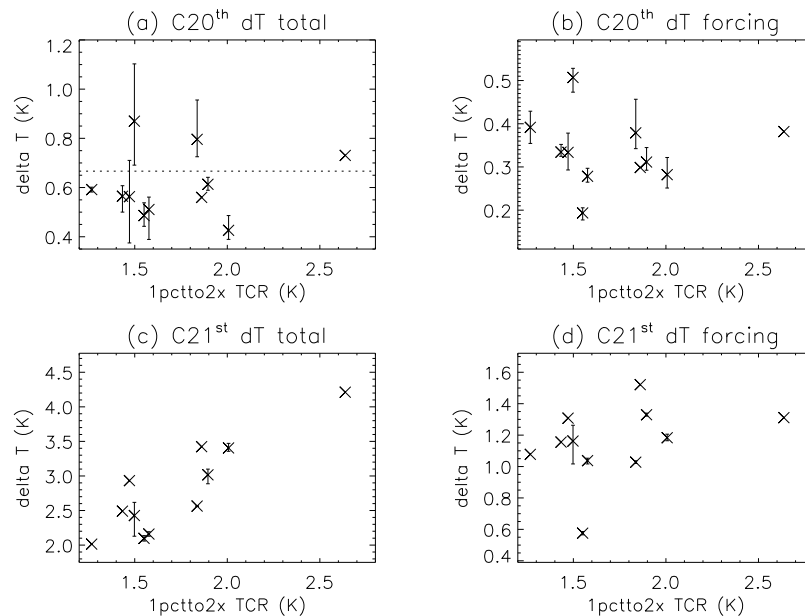 (a) C20th dT total
delta T (K)
1.2
1.0
0.8
0.6
0.4
1.5 2.0 2.5
1pctto2x TCR (K)
(b) C20th dT forcing
delta T (K)
0.5
0.4
0.3
0.2
1.5 2.0 2.5
1pctto2x TCR (K)
(c) C21st dT total
delta T (K)
4.5
4.0
3.5
3.0
2.5
2.0
1.5 2.0 2.5
1pctto2x TCR (K)
(d) C21st dT forcing
delta T (K)
1.6
1.4
1.2
1.0
0.8
0.6
0.4
1.5 2.0 2.5
1pctto2x TCR (K)